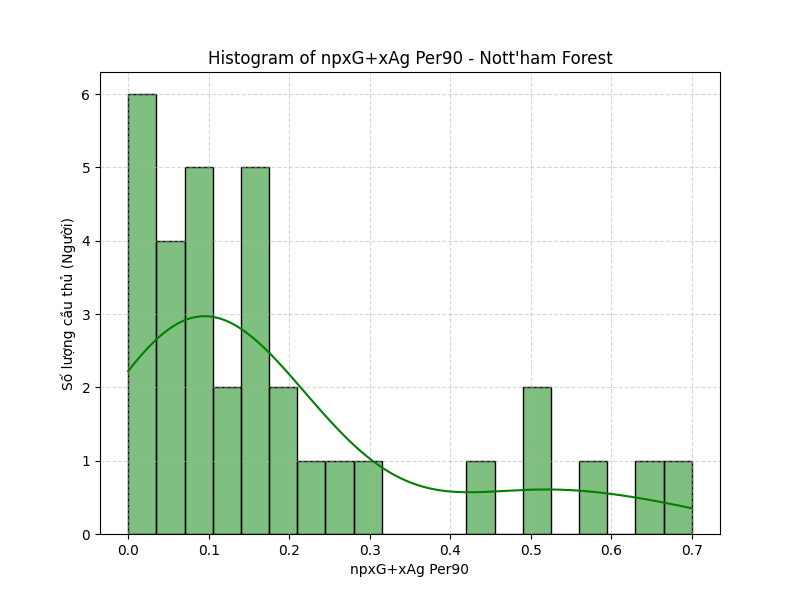 Histogram of npxG+xAg Per90 - Nott'ham Forest
Số lượng cầu thủ (Người)
6
5
4
3
2
1
0
0.0 0.1 0.2 0.3 0.4 0.5 0.6 0.7
npxG+xAg Per90